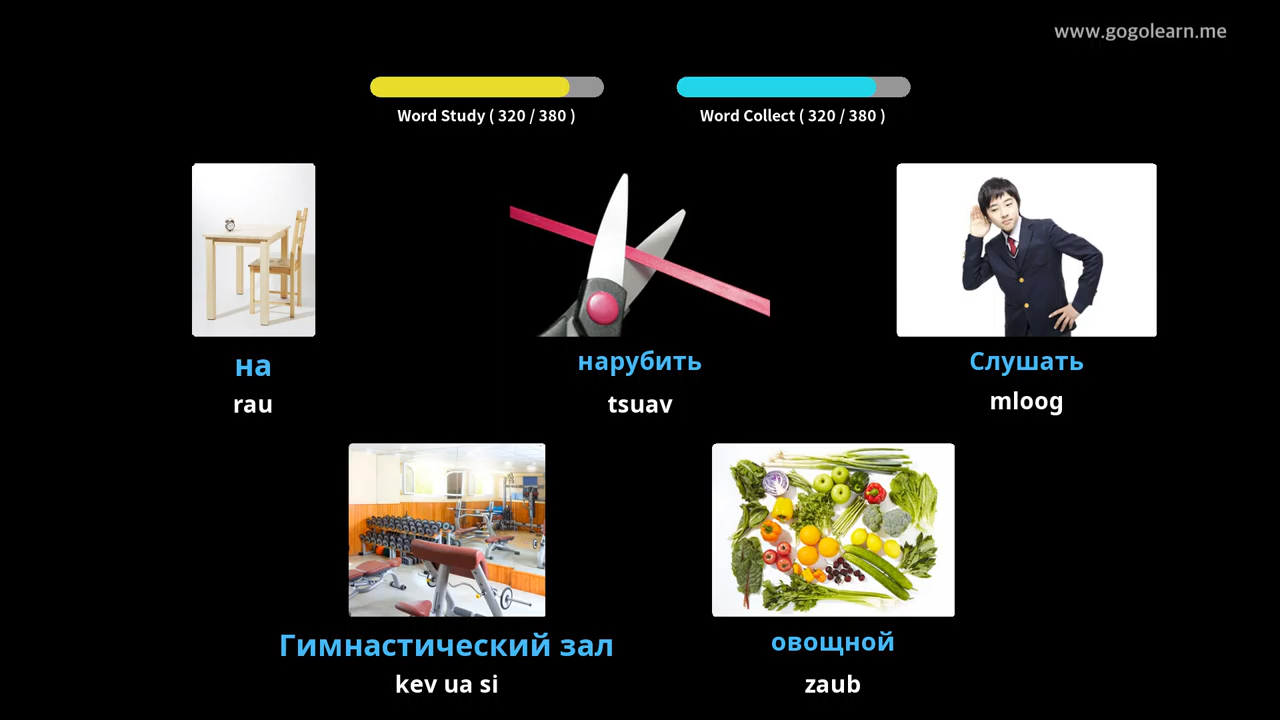 www.gogolearn.me
Word Study ( 320 / 380 )
Word Collect ( 320 / 380 )
на
rau
нарубить
tsuav
Слушать
mloog
Гимнастический зал
kev ua si
овощной
zaub